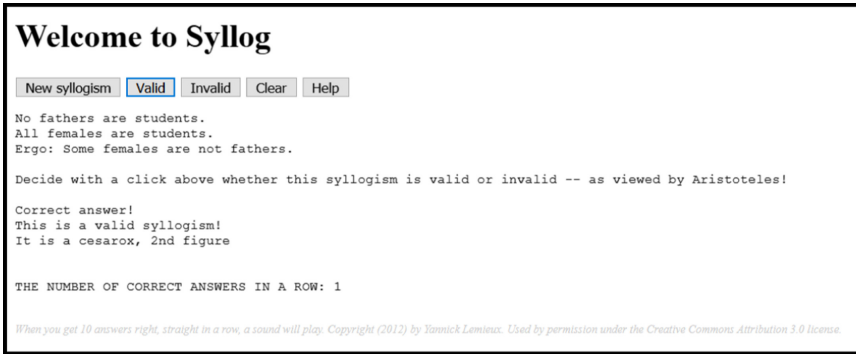 Welcome to Syllog
New syllogism Valid Invalid Clear Help
No fathers are students.
All females are students.
Ergo: Some females are not fathers.
Decide with a click above whether this syllogism is valid or invalid -- as viewed by Aristoteles!
Correct answer!
This is a valid syllogism!
It is a cesarox, 2nd figure
THE NUMBER OF CORRECT ANSWERS IN A ROW: 1
When you get 10 answers right, straight in a row, a sound will play. Copyright (2012) by Yannick Lemieux. Used by permission under the Creative Commons Attribution 3.0 license.